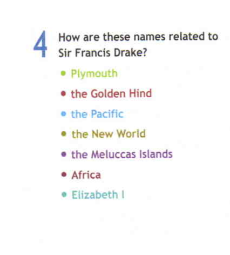 4 How are these names related to
Sir Francis Drake?
• Plymouth
• the Golden Hind
• the Pacific
• the New World
• the Meluccas Islands
• Africa
• Elizabeth I